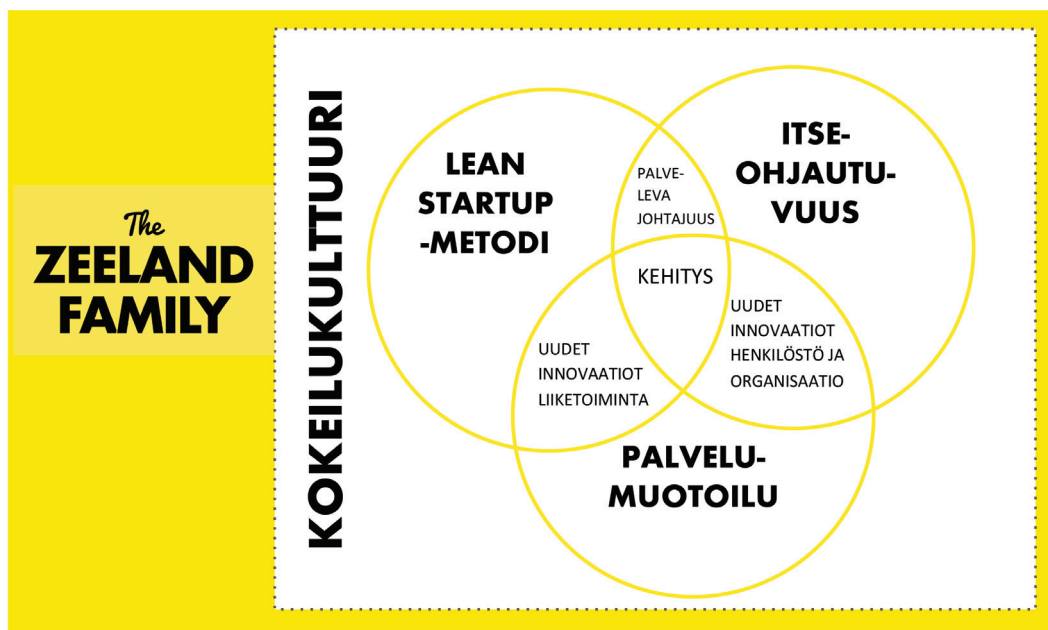 The
ZEELAND
FAMILY
KOKEILUKULTTUURI
LEAN
STARTUP
-METODI
PALVE-
LEVA
JOHTAJUUS
ITSE-
OHJAUTU-
VUUS
KEHITYS
UUDET
INNOVAATIOT
LIIKETOIMINTA
UUDET
INNOVAATIOT
HENKILÖSTÖ JA
ORGANISAATIO
PALVELU-
MUOTOILU